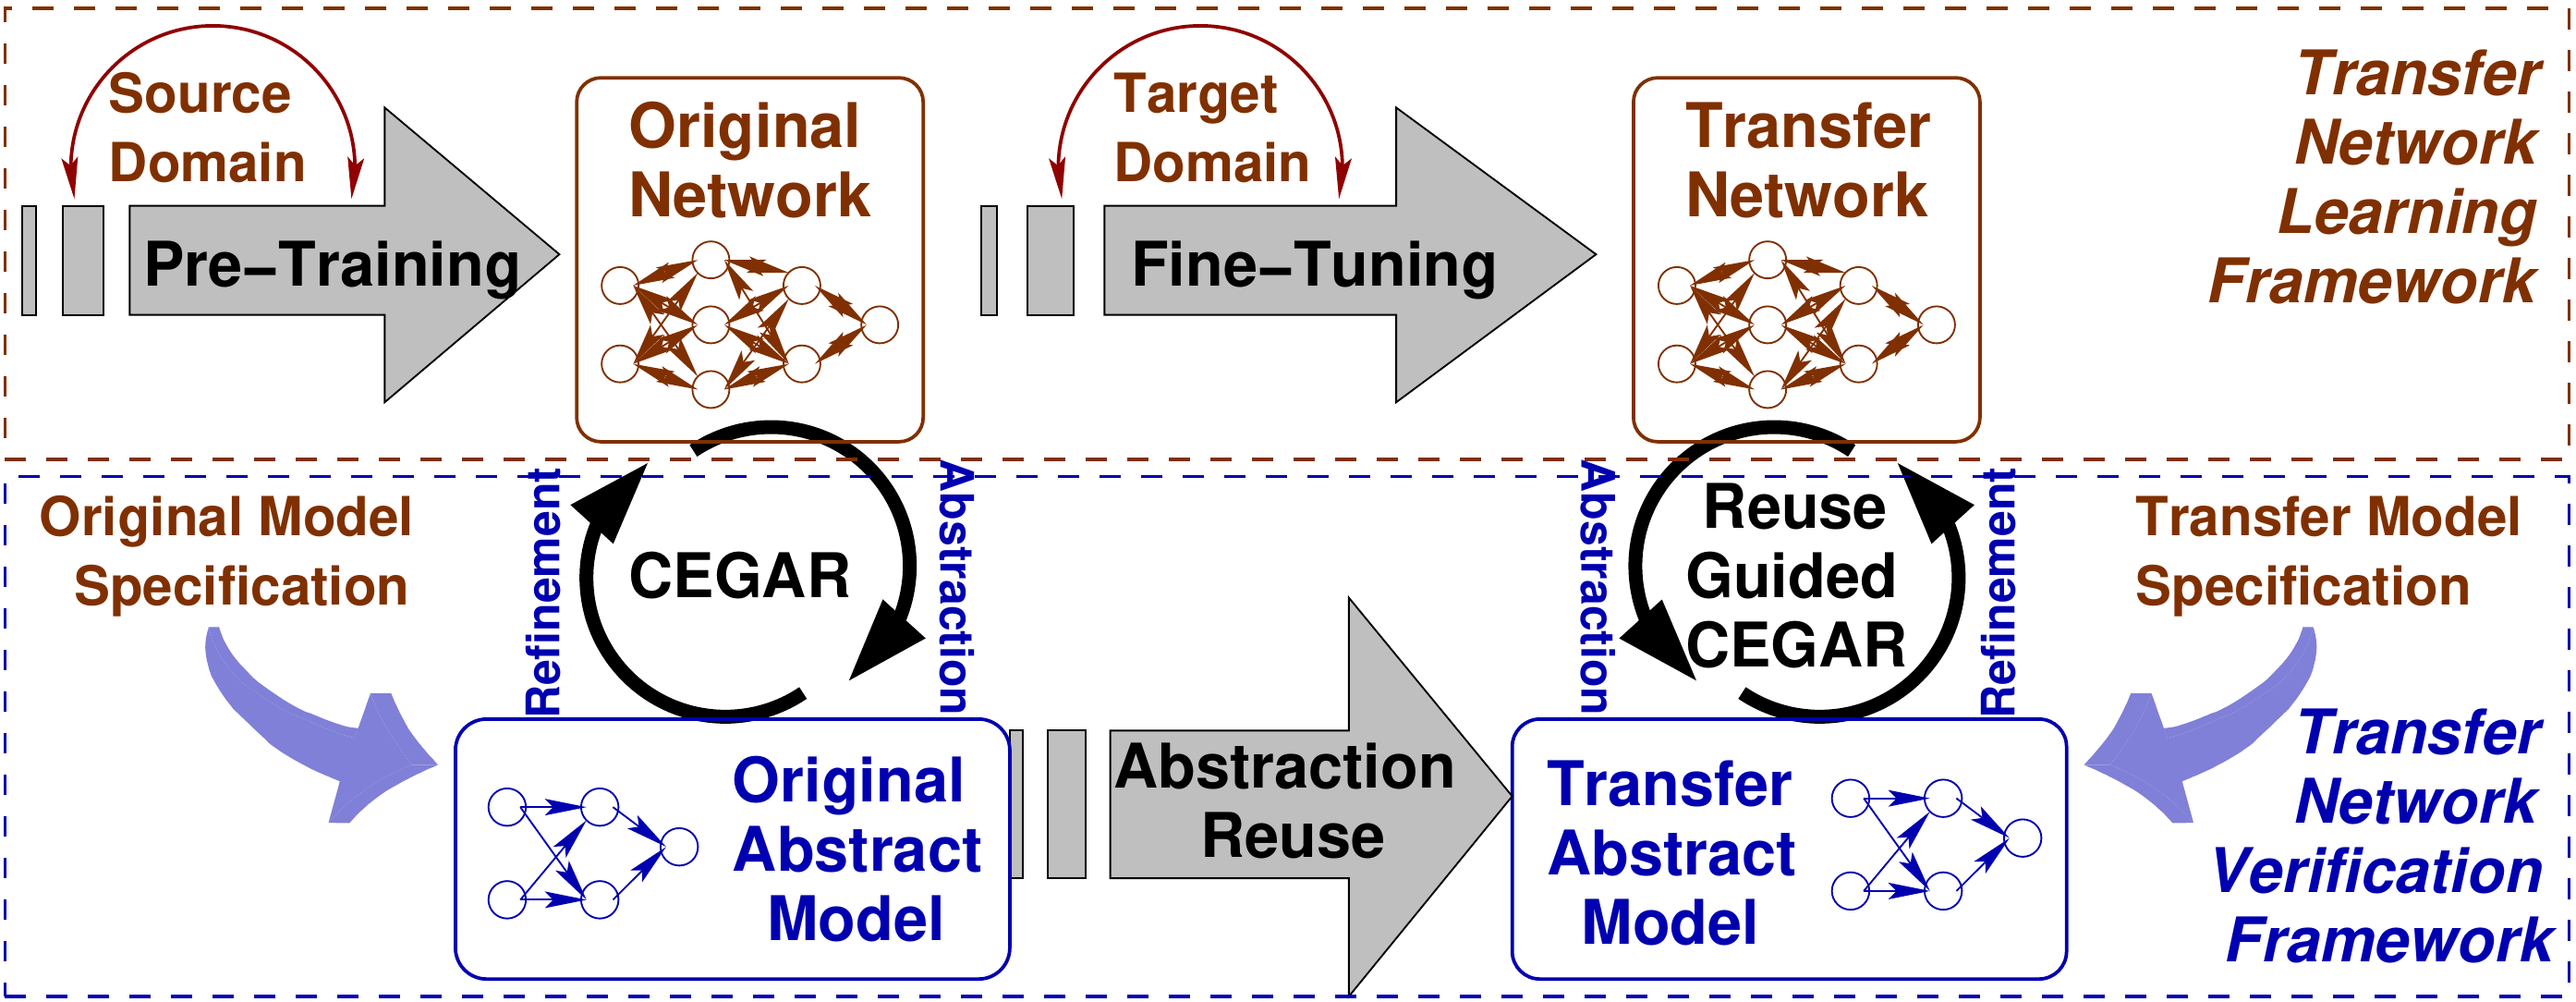 Source
Domain
Pre–Training
Original
Network
Target
Domain
Fine–Tuning
Transfer
Network
Transfer
Network
Learning
Framework
Original Model
Specification
Refinement
CEGAR
Abstraction
Abstraction
Reuse
Guided
CEGAR
Refinement
Transfer Model
Specification
Original
Abstract
Model
Abstraction
Reuse
Transfer
Abstract
Model
Transfer
Network
Verification
Framework